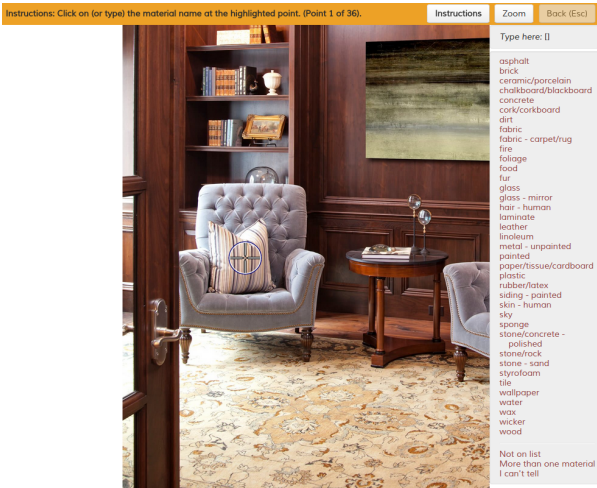 Instructions: Click on (or type) the material name at the highlighted point. (Point 1 of 36).
Instructions
Zoom
Back (Esc)
Type here: []
asphalt
brick
ceramic/porcelain
chalkboard/blackboard
concrete
cork/corkboard
dirt
fabric
fabric - carpet/rug
fire
foliage
food
fur
glass
glass - mirror
hair - human
laminate
leather
linoleum
metal - unpainted
painted
paper/tissue/cardboard
plastic
rubber/latex
siding - painted
skin - human
sky
sponge
stone/concrete -
polished
stone/rock
stone - sand
styrofoam
tile
wallpaper
water
wax
wicker
wood
Not on list
More than one material
I can't tell